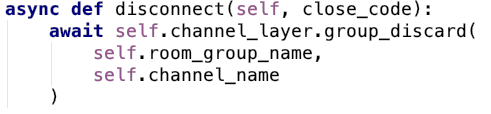 async def disconnect(self, close_code):
    await self.channel_layer.group_discard(
        self.room_group_name,
        self.channel_name
    )